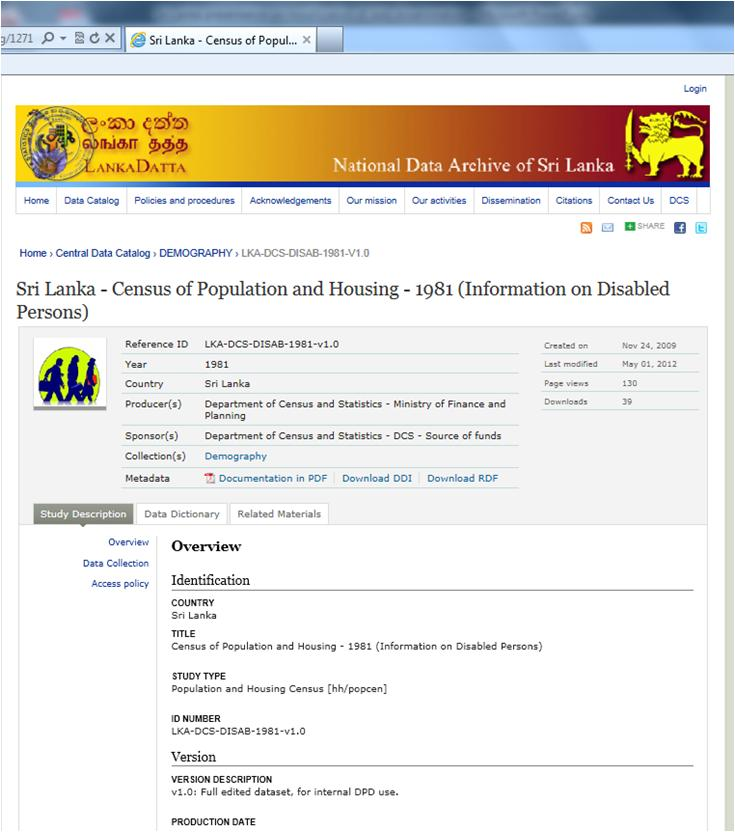 g/1271
Sri Lanka - Census of Popul...
Login
ලංකා දත්ත
லங்கா தத்த
LANKADATTA
National Data Archive of Sri Lanka
Home Data Catalog Policies and procedures Acknowledgements Our mission Our activities Dissemination Citations Contact Us DCS
SHARE
Home › Central Data Catalog › DEMOGRAPHY › LKA-DCS-DISAB-1981-V1.0
Sri Lanka - Census of Population and Housing - 1981 (Information on Disabled
Persons)
Reference ID LKA-DCS-DISAB-1981-v1.0
Year 1981
Country Sri Lanka
Producer(s) Department of Census and Statistics - Ministry of Finance and
Planning
Sponsor(s) Department of Census and Statistics - DCS - Source of funds
Collection(s) Demography
Metadata Documentation in PDF Download DDI Download RDF
Created on Nov 24, 2009
Last modified May 01, 2012
Page views 130
Downloads 39
Study Description Data Dictionary Related Materials
Overview
Data Collection
Access policy
Overview
Identification
COUNTRY
Sri Lanka
TITLE
Census of Population and Housing - 1981 (Information on Disabled Persons)
STUDY TYPE
Population and Housing Census [hh/popcen]
ID NUMBER
LKA-DCS-DISAB-1981-v1.0
Version
VERSION DESCRIPTION
v1.0: Full edited dataset, for internal DPD use.
PRODUCTION DATE